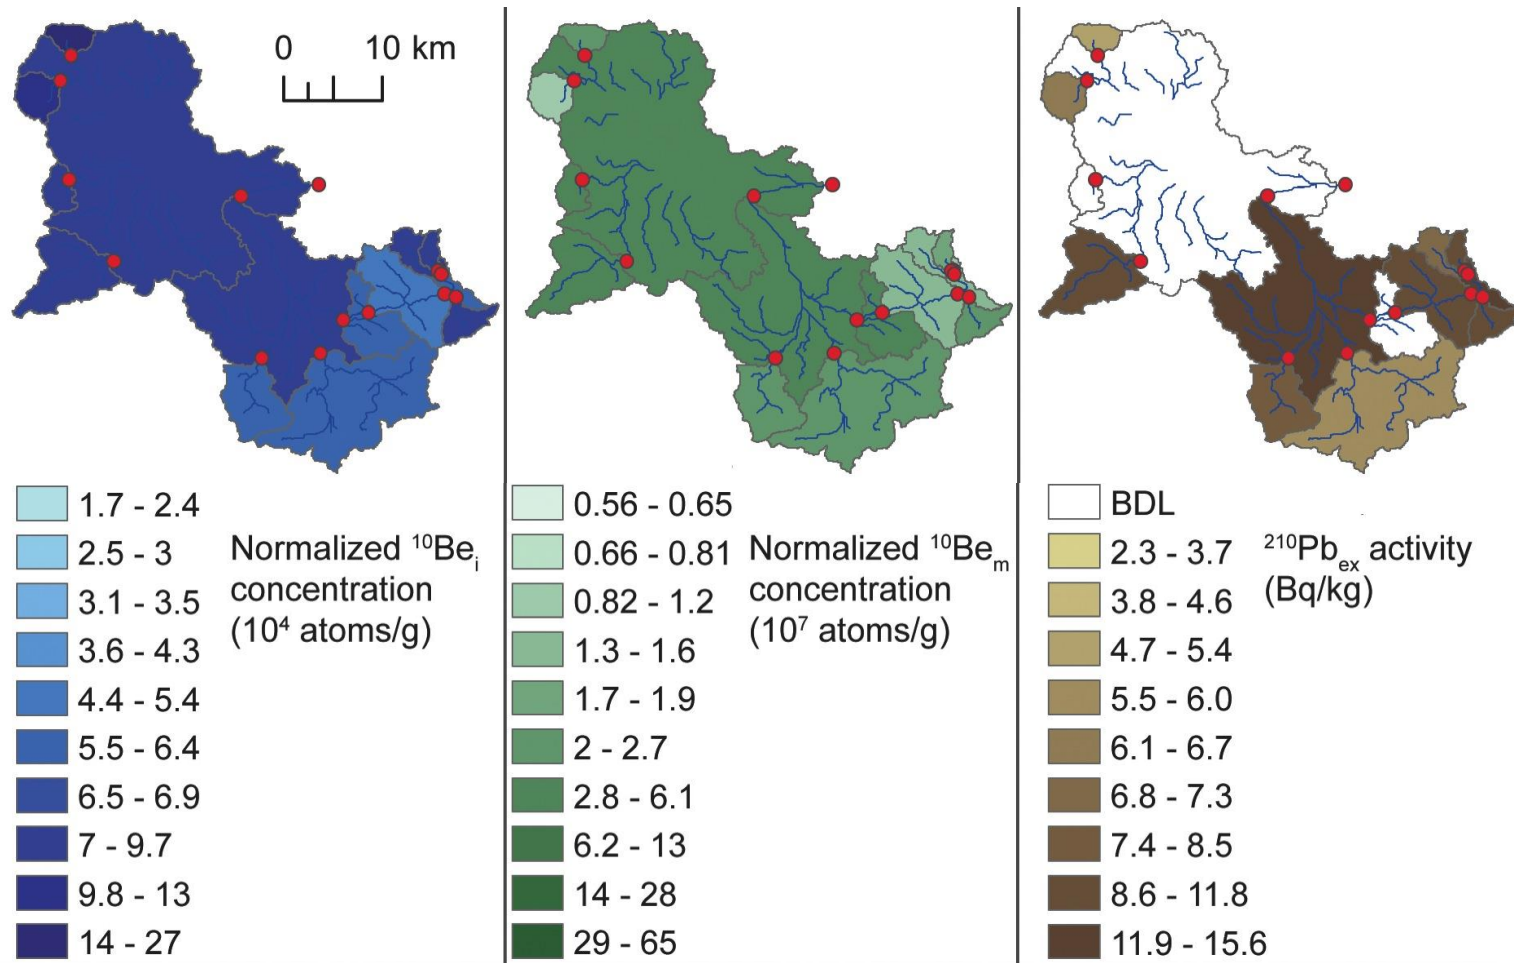 0 10 km
1.7 - 2.4
2.5 - 3
3.1 - 3.5
3.6 - 4.3
4.4 - 5.4
5.5 - 6.4
6.5 - 6.9
7 - 9.7
9.8 - 13
14 - 27
Normalized ¹⁰Beᵢ
concentration
(10⁴ atoms/g)
0.56 - 0.65
0.66 - 0.81
0.82 - 1.2
1.3 - 1.6
1.7 - 1.9
2 - 2.7
2.8 - 6.1
6.2 - 13
14 - 28
29 - 65
Normalized ¹⁰Beₘ
concentration
(10⁷ atoms/g)
BDL
2.3 - 3.7
3.8 - 4.6
4.7 - 5.4
5.5 - 6.0
6.1 - 6.7
6.8 - 7.3
7.4 - 8.5
8.6 - 11.8
11.9 - 15.6
²¹⁰Pbₑₓ activity
(Bq/kg)